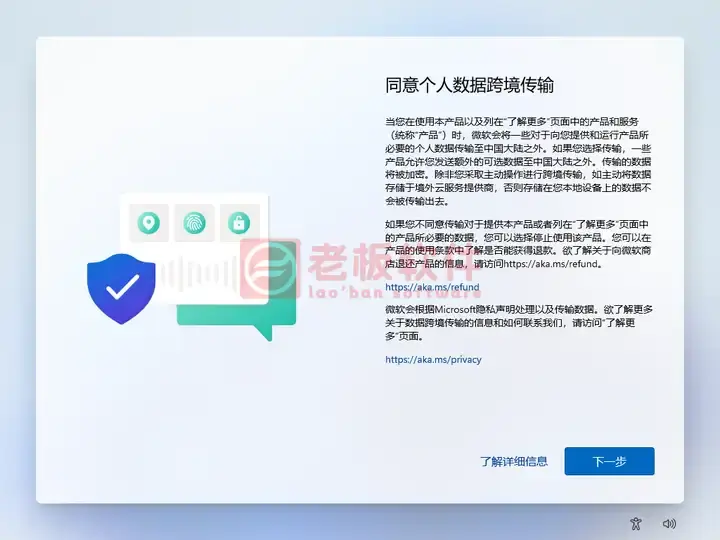 同意个人数据跨境传输
当您在使用本产品以及列在“了解更多”页面中的产品和服务
（统称“产品”）时，微软会将一些对于向您提供和运行产品所
必要的个人数据传输至中国大陆之外。如果您选择传输，一些
产品允许您发送额外的可选数据至中国大陆之外。传输的数据
将被加密。除非您采取主动操作进行跨境传输，如主动将数据
存储于境外云服务提供商，否则存储在您本地设备上的数据不
会被传输出去。
如果您不同意传输对于提供本产品或者列在“了解更多”页面中
的产品所必要的数据，您可以选择停止使用该产品。您可以在
产品的使用条款中了解是否能获得退款。欲了解关于向微软商
店退还产品的信息，请访问https://aka.ms/refund。
https://aka.ms/refund
微软会根据Microsoft隐私声明处理以及传输数据。欲了解更多
关于数据跨境传输的信息和如何联系我们，请访问“了解更
多”页面。
https://aka.ms/privacy
老板软件
lao'ban software
了解详细信息
下一步